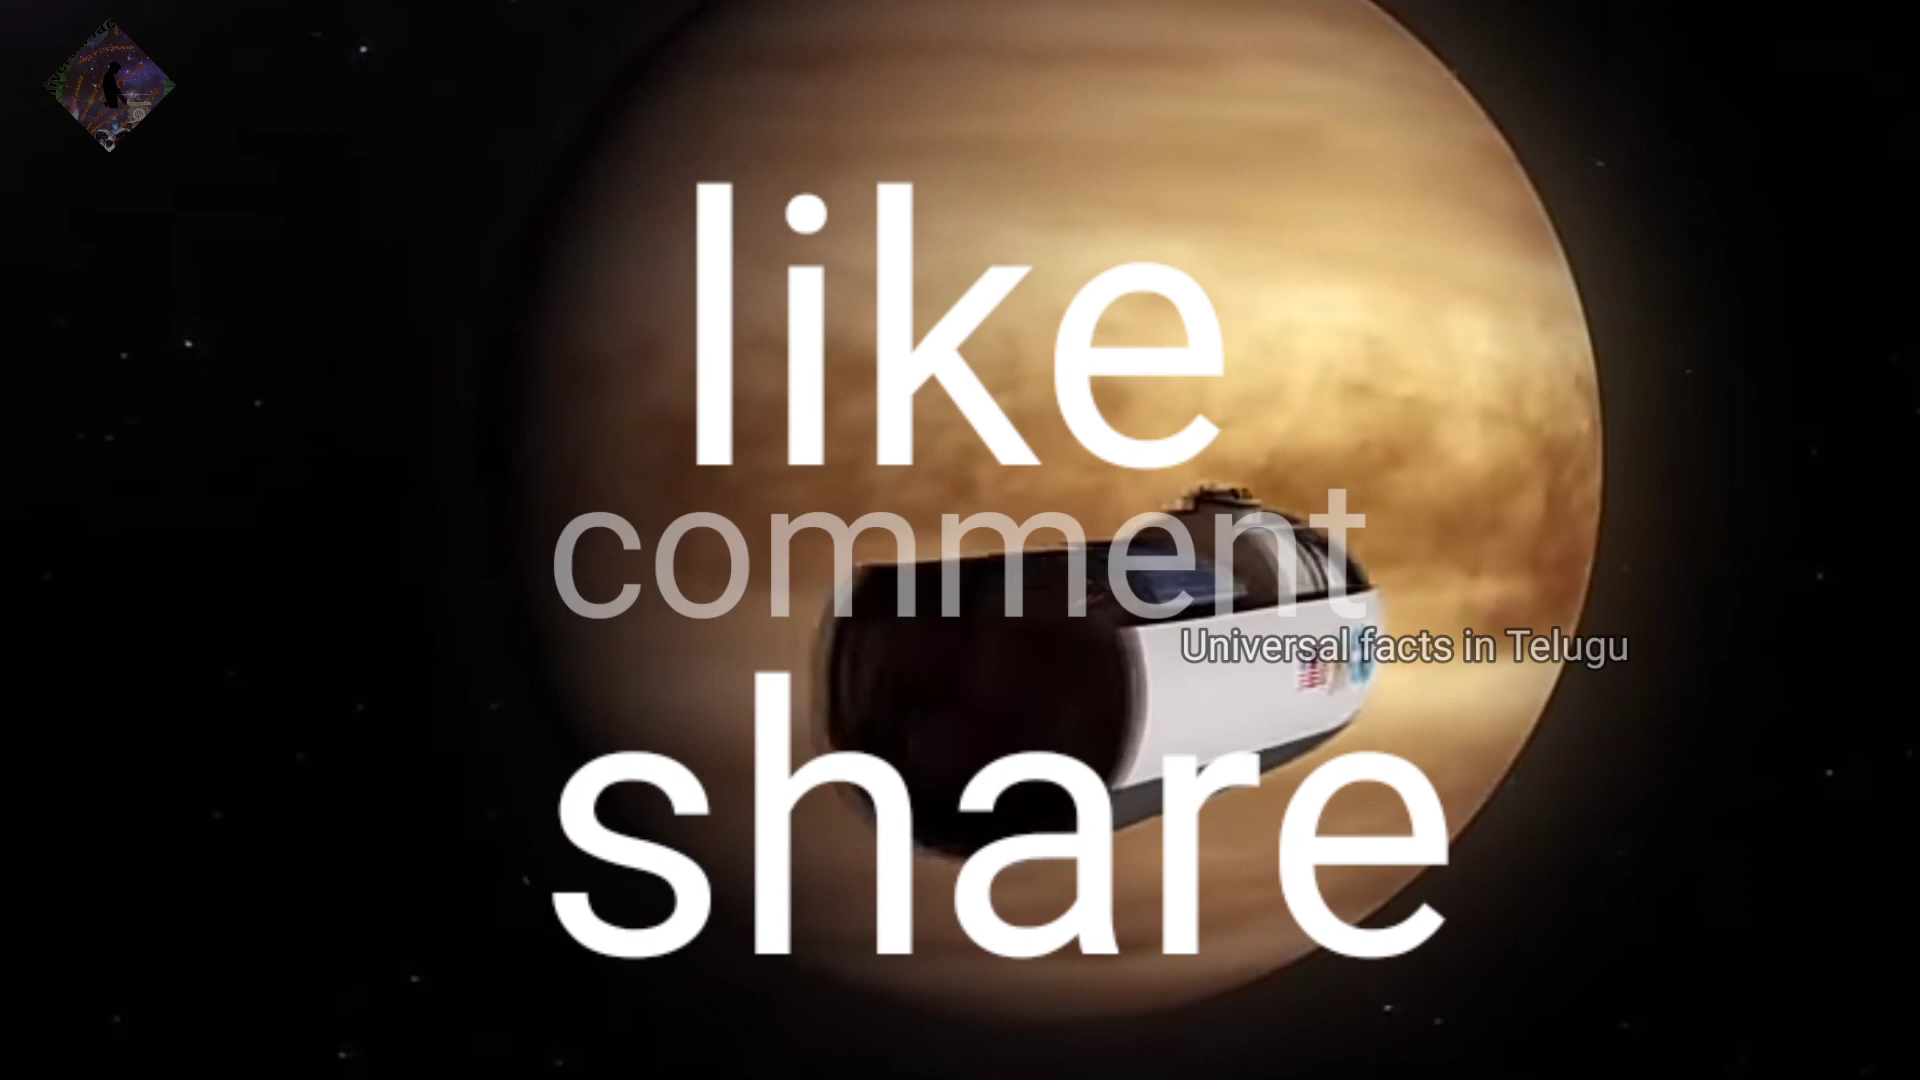 like
comment
Universal facts in Telugu
share